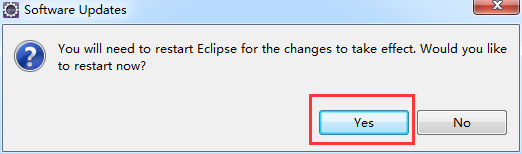 Software Updates
You will need to restart Eclipse for the changes to take effect. Would you like
to restart now?
Yes
No